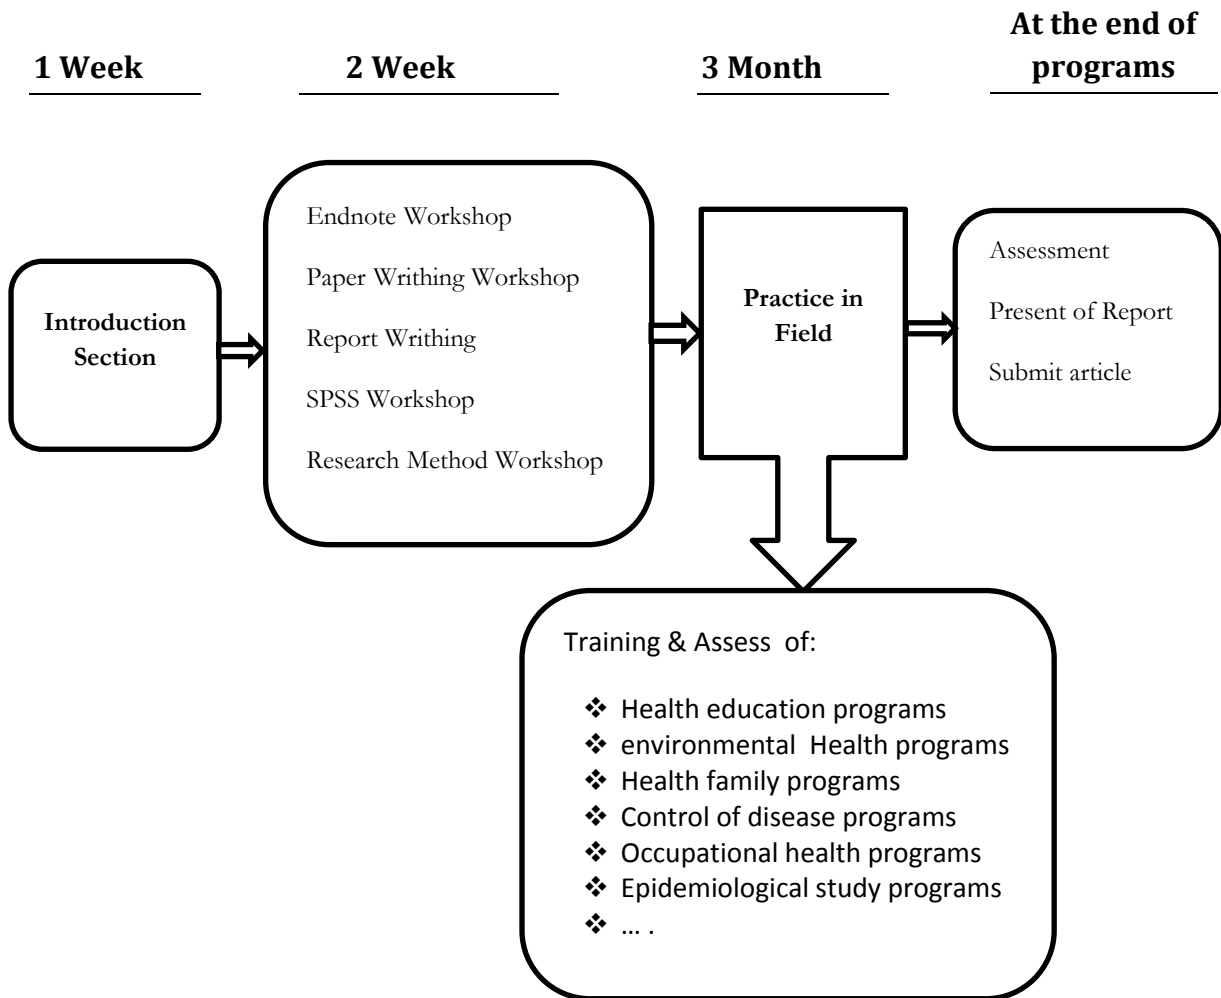 1 Week
2 Week
3 Month
At the end of
programs
Introduction
Section
Endnote Workshop
Paper Writhing Workshop
Report Writhing
SPSS Workshop
Research Method Workshop
Practice in
Field
Assessment
Present of Report
Submit article
Training & Assess  of:
❖ Health education programs
❖ environmental  Health programs
❖ Health family programs
❖ Control of disease programs
❖ Occupational health programs
❖ Epidemiological study programs
❖ … .